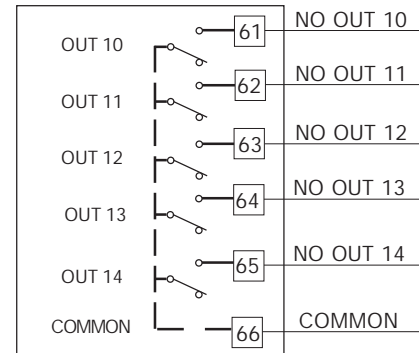 OUT 10 61 NO OUT 10
OUT 11 62 NO OUT 11
OUT 12 63 NO OUT 12
OUT 13 64 NO OUT 13
OUT 14 65 NO OUT 14
COMMON 66 COMMON